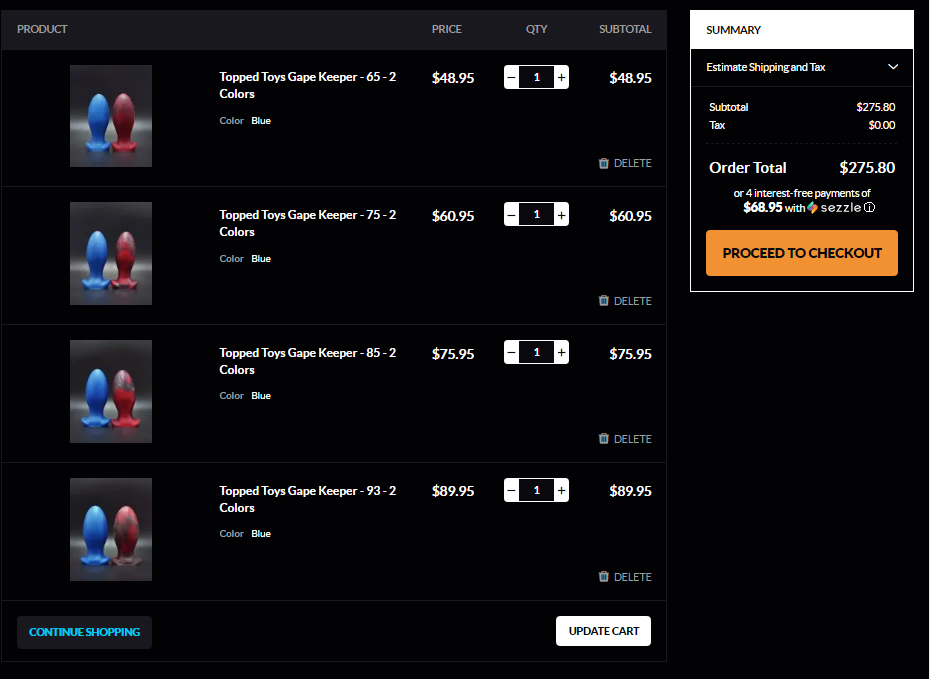 PRODUCT PRICE QTY SUBTOTAL
Topped Toys Gape Keeper - 65 - 2
Colors
$48.95 − 1 + $48.95
Color Blue
DELETE
Topped Toys Gape Keeper - 75 - 2
Colors
$60.95 − 1 + $60.95
Color Blue
DELETE
Topped Toys Gape Keeper - 85 - 2
Colors
$75.95 − 1 + $75.95
Color Blue
DELETE
Topped Toys Gape Keeper - 93 - 2
Colors
$89.95 − 1 + $89.95
Color Blue
DELETE
CONTINUE SHOPPING UPDATE CART
SUMMARY
Estimate Shipping and Tax
Subtotal $275.80
Tax $0.00
Order Total $275.80
or 4 interest-free payments of
$68.95 with sezzle
PROCEED TO CHECKOUT